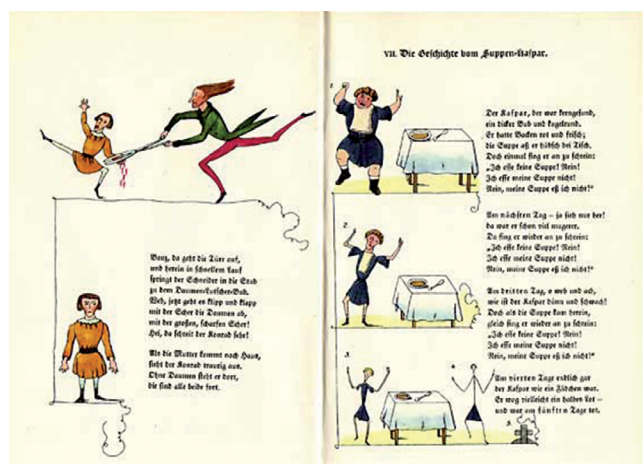 Bauz, da geht die Türe auf,
und herein in schnellem Lauf
springt der Schneider in die Stub
zu dem Daumen-Lutscher-Bub.
Weh, jetzt geht es klipp und klapp
mit der Scher die Daumen ab,
mit der großen, scharfen Scher!
Hei, da schreit der Konrad sehr!
Als die Mutter kommt nach Haus,
sieht der Konrad traurig aus.
Ohne Daumen steht er dort,
die sind alle beide fort.
VII. Die Geschichte vom Suppen-Kaspar.
1.
Der Kaspar, der war kerngesund,
ein dicker Bub und kugelrund.
Er hatte Backen rot und frisch;
die Suppe aß er hübsch bei Tisch.
Doch einmal fing er an zu schrein:
„Ich esse keine Suppe! Nein!
Ich esse meine Suppe nicht!
Nein, meine Suppe eß ich nicht!“
2.
Am nächsten Tag – ja sieh nur her!
da war er schon viel magerer.
Da fing er wieder an zu schrein:
„Ich esse keine Suppe! Nein!
Ich esse meine Suppe nicht!
Nein, meine Suppe eß ich nicht!“
3.
Am dritten Tag, o weh und ach,
wie ist der Kaspar dünn und schwach!
Doch als die Suppe kam herein,
gleich fing er wieder an zu schrein:
„Ich esse keine Suppe! Nein!
Ich esse meine Suppe nicht!
Nein, meine Suppe eß ich nicht!“
4.
Am vierten Tage endlich gar
der Kaspar wie ein Fädchen war.
Er wog vielleicht ein halbes Lot –
und war am fünften Tage tot.
5.